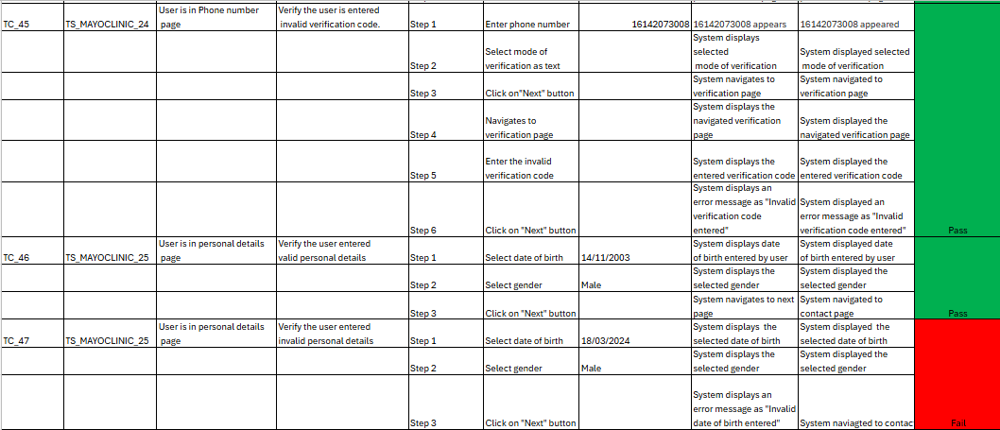 TC_45 TS_MAYOCLINIC_24 User is in Phone number
page Verify the user is entered
invalid verification code. Step 1 Enter phone number 16142073008 16142073008 appears 16142073008 appeared
Step 2 Select mode of
verification as text System displays
selected
mode of verification System displayed selected
mode of verification
Step 3 Click on"Next" button System navigates to
verification page System navigated to
verification page
Step 4 Navigates to
verification page System displays the
navigated verification
page System displayed the
navigated verification page
Step 5 Enter the invalid
verification code System displays the
entered verification code System displayed the
entered verification code
Step 6 Click on "Next" button System displays an
error message as "Invalid
verification code
entered" System displayed an
error message as "Invalid
verification code entered" Pass
TC_46 TS_MAYOCLINIC_25 User is in personal details
page Verify the user entered
valid personal details Step 1 Select date of birth 14/11/2003 System displays date
of birth entered by user System displayed date
of birth entered by user
Step 2 Select gender Male System displays the
selected gender System displayed the
selected gender
Step 3 Click on "Next" button System navigates to next
page System navigated to
contact page Pass
TC_47 TS_MAYOCLINIC_25 User is in personal details
page Verify the user entered
invalid personal details Step 1 Select date of birth 18/03/2024 System displays the
selected date of birth System displayed the
selected date of birth
Step 2 Select gender Male System displays the
selected gender System displayed the
selected gender
Step 3 Click on "Next" button System displays an
error message as "Invalid
date of birth entered" System naviagted to contac Fail